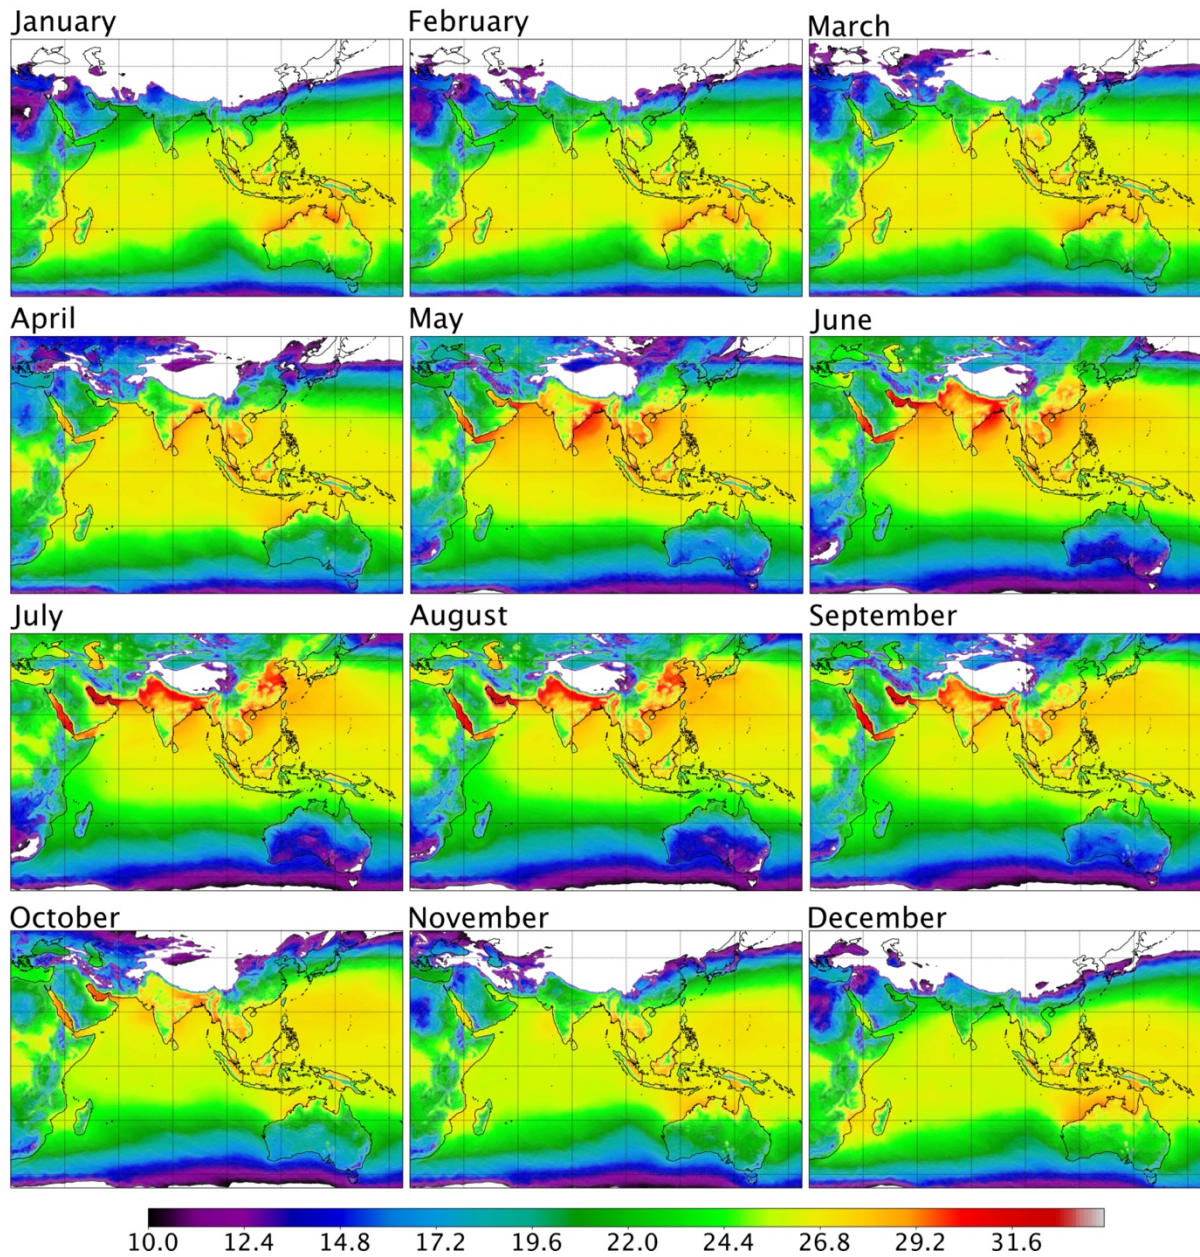 January February March
April May June
July August September
October November December
10.0 12.4 14.8 17.2 19.6 22.0 24.4 26.8 29.2 31.6